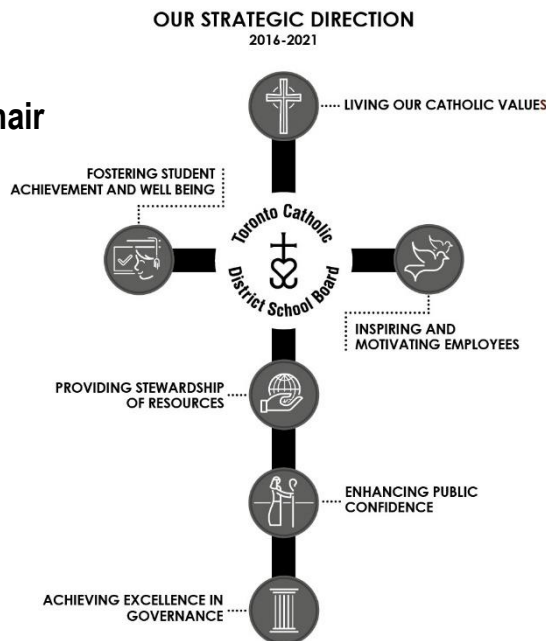 OUR STRATEGIC DIRECTION
2016-2021
LIVING OUR CATHOLIC VALUES
FOSTERING STUDENT
ACHIEVEMENT AND WELL BEING
Toronto Catholic
District School Board
INSPIRING AND
MOTIVATING EMPLOYEES
PROVIDING STEWARDSHIP
OF RESOURCES
ENHANCING PUBLIC
CONFIDENCE
ACHIEVING EXCELLENCE IN
GOVERNANCE